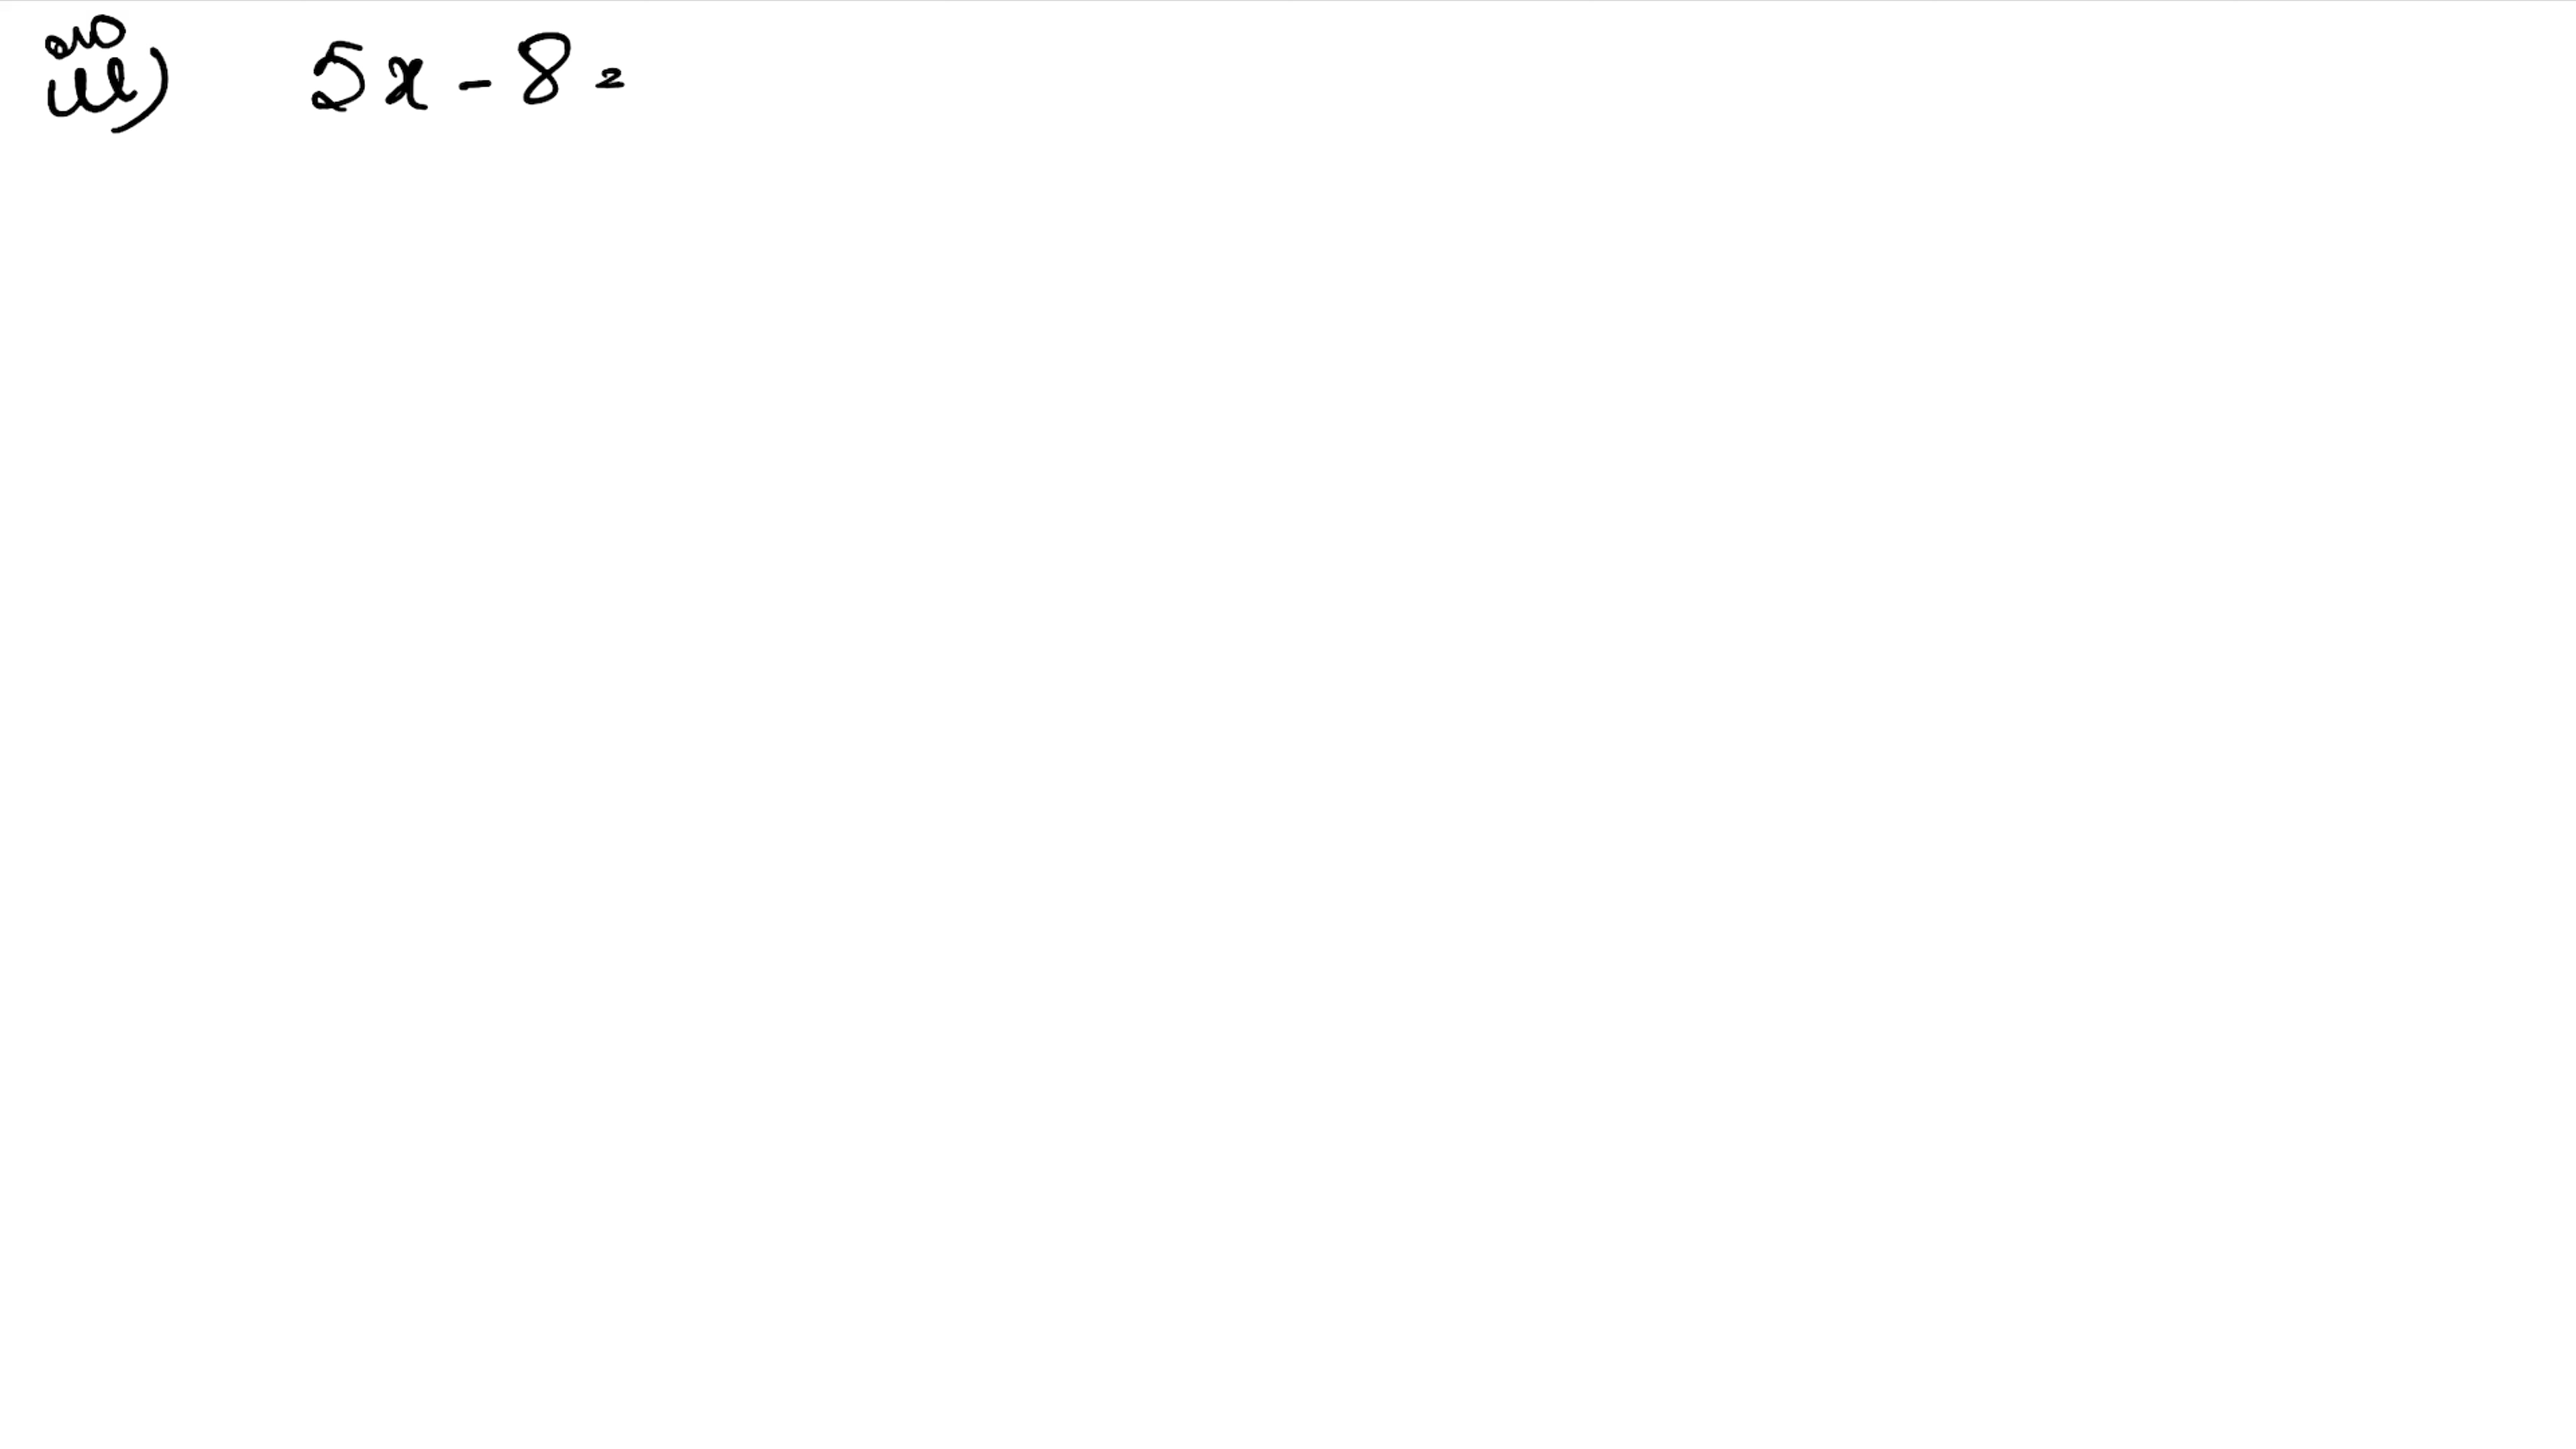 iii) 5x - 8 =